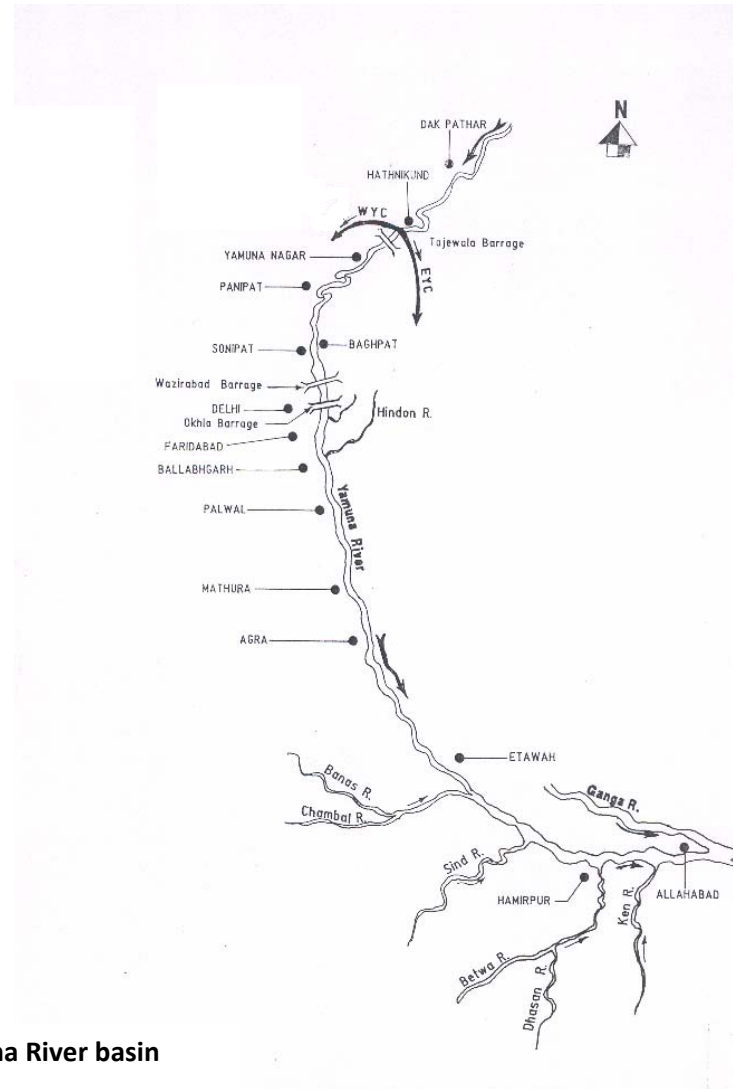 N
DAK PATHAR
HATHNIKUND
WYC
Tajewala Barrage
YAMUNA NAGAR
EYC
PANIPAT
SONIPAT
BAGHPAT
Wazirabad Barrage
DELHI
Okhla Barrage
Hindon R.
FARIDABAD
BALLABHGARH
Yamuna River
PALWAL
MATHURA
AGRA
ETAWAH
Banas R.
Chambal R.
Ganga R.
Sind R.
HAMIRPUR
Ken R.
ALLAHABAD
Betwa R.
Dhasan R.
na River basin